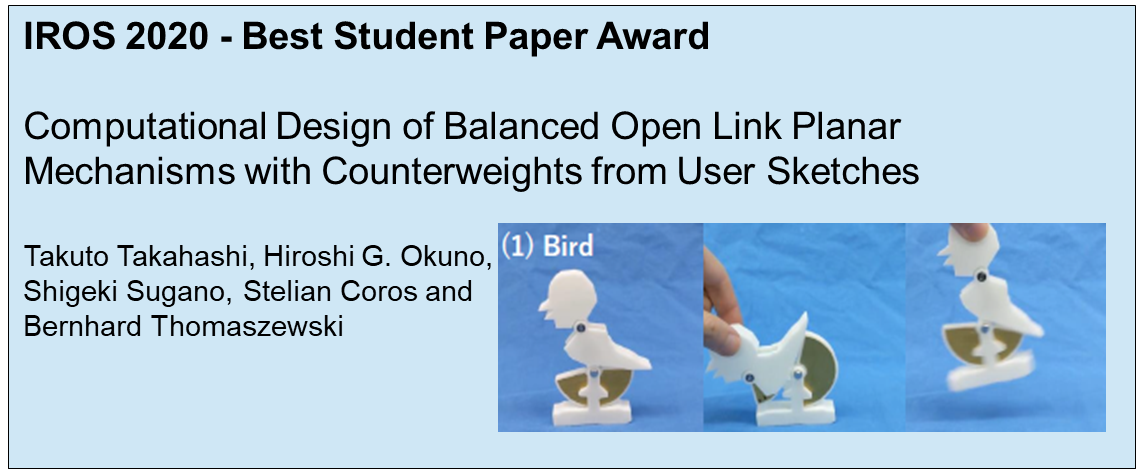 IROS 2020 - Best Student Paper Award
Computational Design of Balanced Open Link Planar
Mechanisms with Counterweights from User Sketches
Takuto Takahashi, Hiroshi G. Okuno,
Shigeki Sugano, Stelian Coros and
Bernhard Thomaszewski
(1) Bird